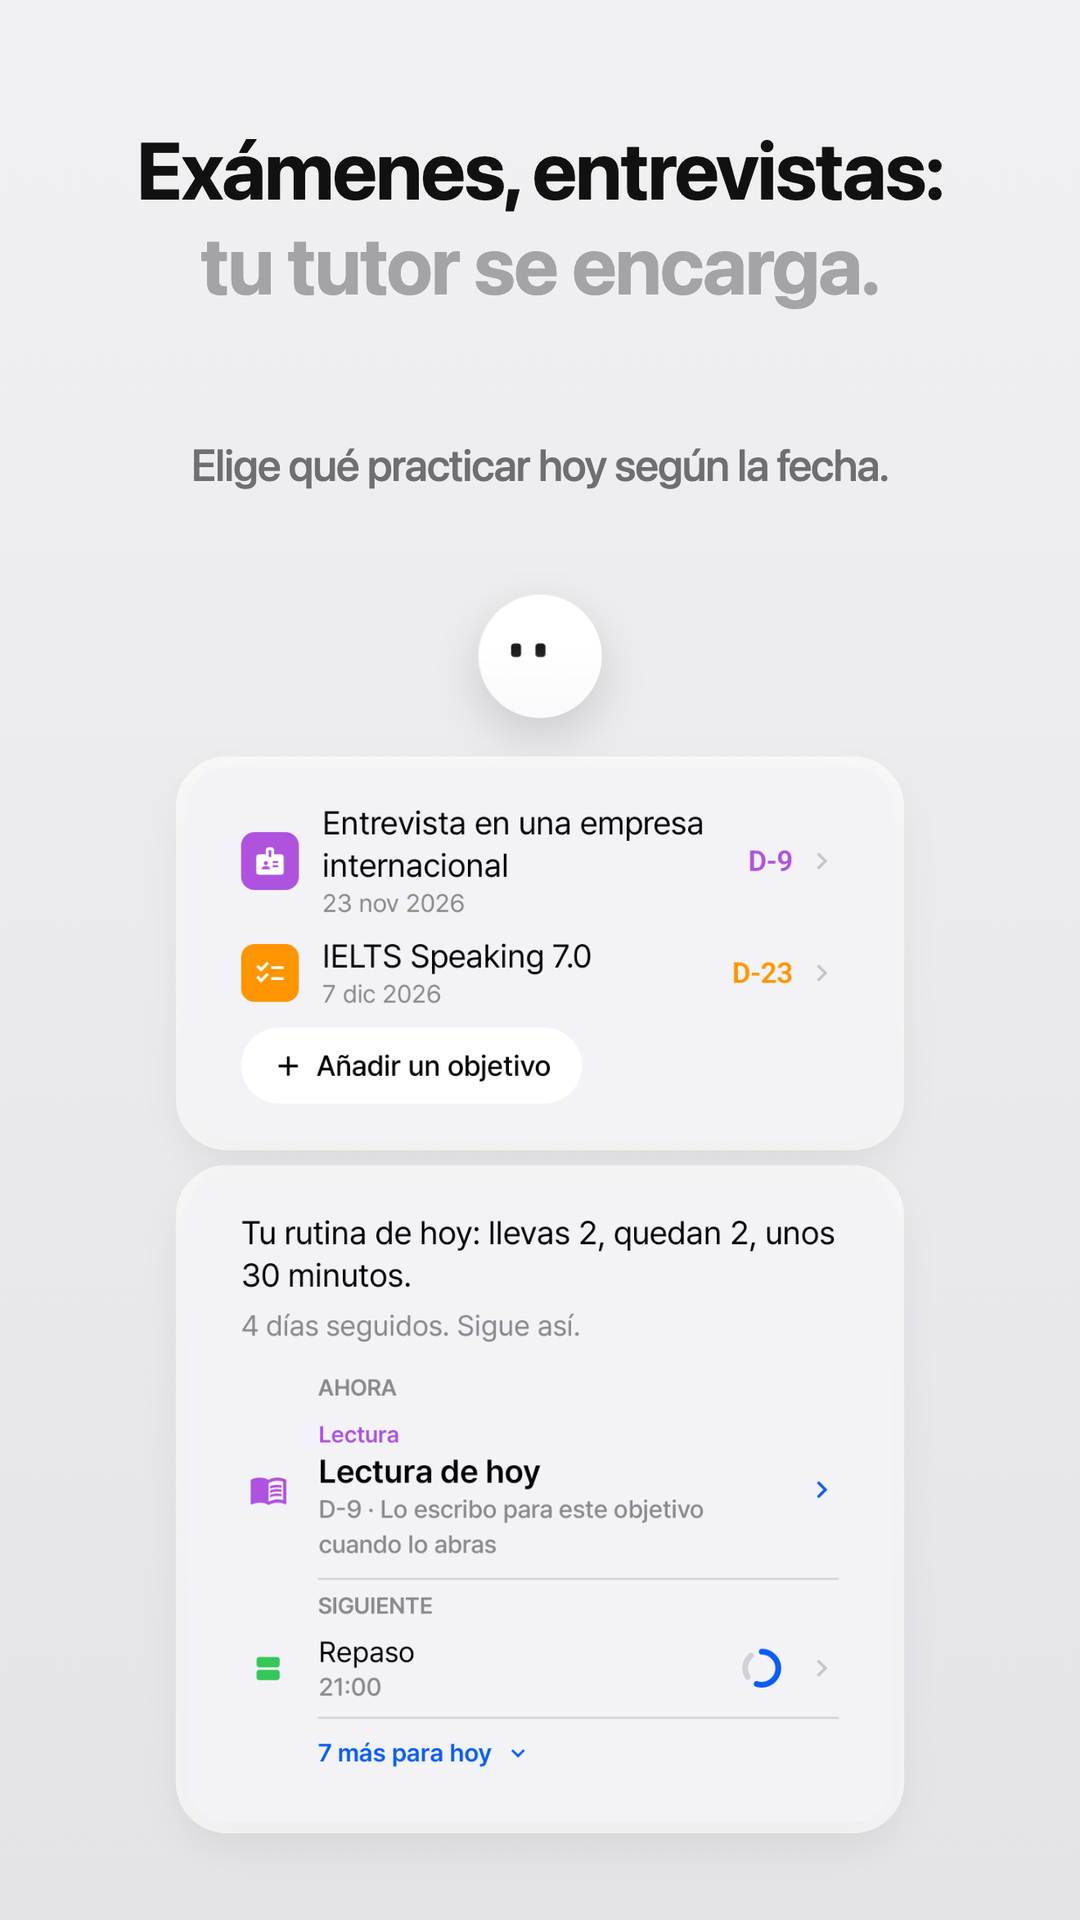 Exámenes, entrevistas:
tu tutor se encarga.
Elige qué practicar hoy según la fecha.
Entrevista en una empresa
internacional
23 nov 2026
D-9
IELTS Speaking 7.0
7 dic 2026
D-23
+ Añadir un objetivo
Tu rutina de hoy: llevas 2, quedan 2, unos
30 minutos.
4 días seguidos. Sigue así.
AHORA
Lectura
Lectura de hoy
D-9 · Lo escribo para este objetivo
cuando lo abras
SIGUIENTE
Repaso
21:00
7 más para hoy